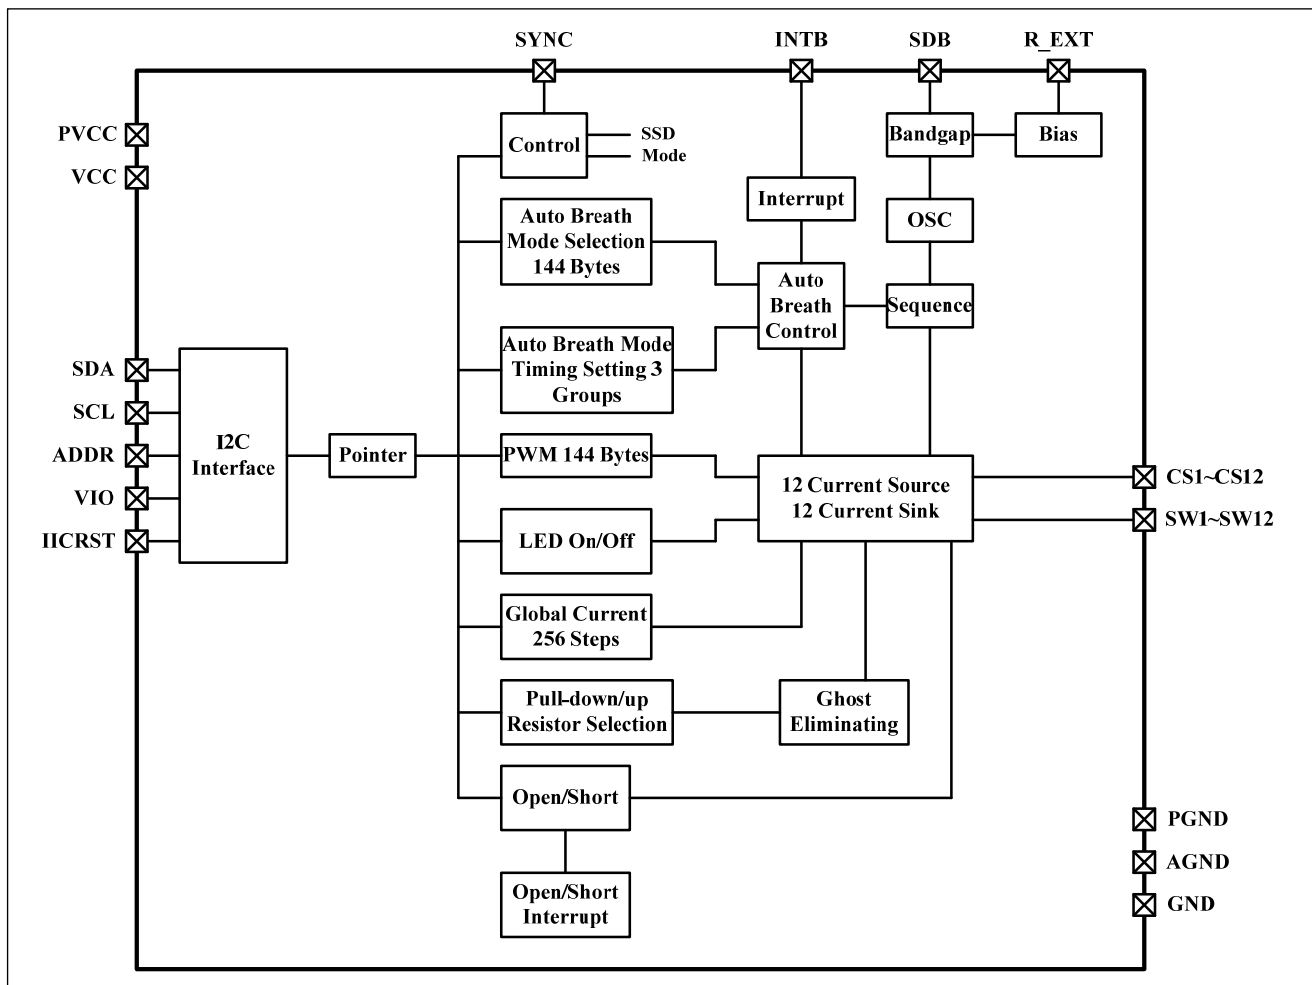 SYNC
INTB
SDB
R_EXT
PVCC
VCC
Control
SSD
Mode
Bandgap
Bias
Interrupt
OSC
Auto Breath
Mode Selection
144 Bytes
Auto
Breath
Control
Sequence
Auto Breath Mode
Timing Setting 3
Groups
SDA
SCL
ADDR
VIO
IICRST
I2C
Interface
Pointer
PWM 144 Bytes
12 Current Source
12 Current Sink
CS1~CS12
SW1~SW12
LED On/Off
Global Current
256 Steps
Pull-down/up
Resistor Selection
Ghost
Eliminating
Open/Short
Open/Short
Interrupt
PGND
AGND
GND